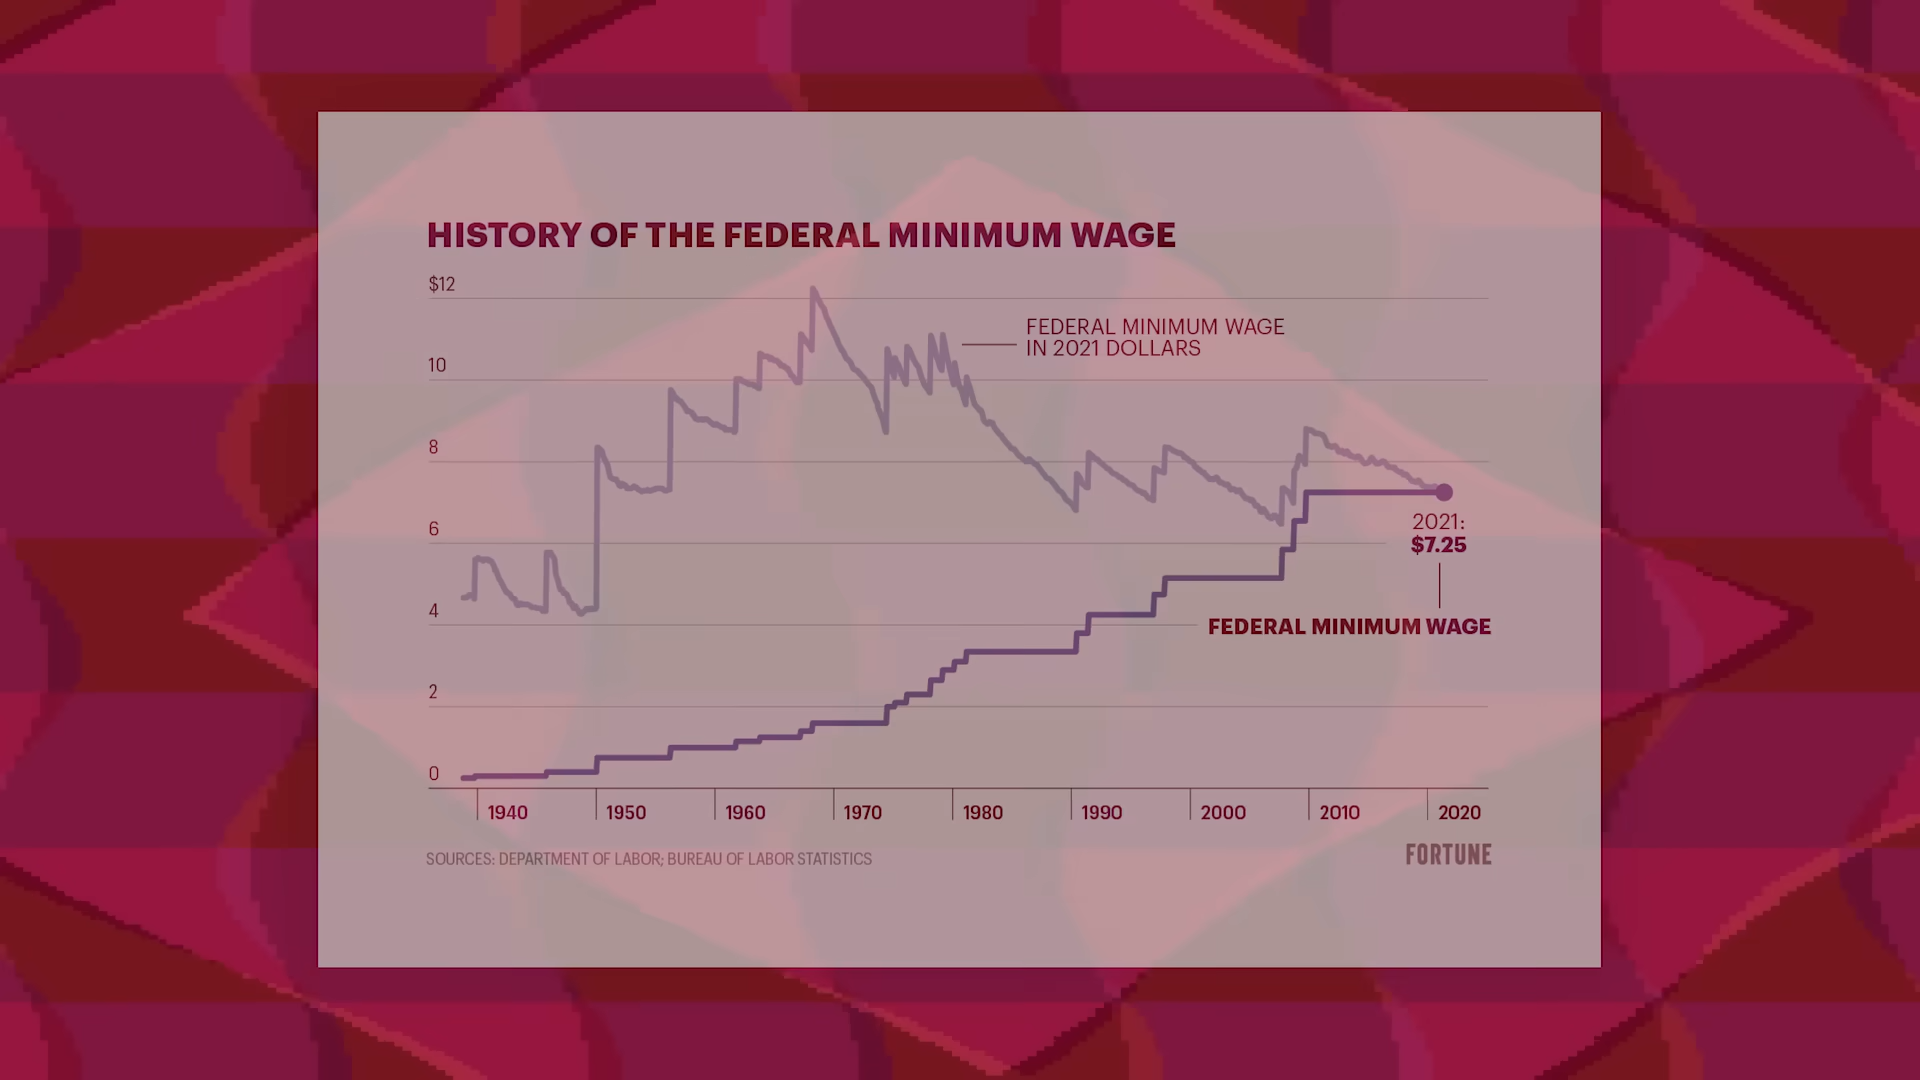 HISTORY OF THE FEDERAL MINIMUM WAGE
$12
FEDERAL MINIMUM WAGE
IN 2021 DOLLARS
10
8
6
2021:
$7.25
4
FEDERAL MINIMUM WAGE
2
0
1940 1950 1960 1970 1980 1990 2000 2010 2020
SOURCES: DEPARTMENT OF LABOR; BUREAU OF LABOR STATISTICS
FORTUNE